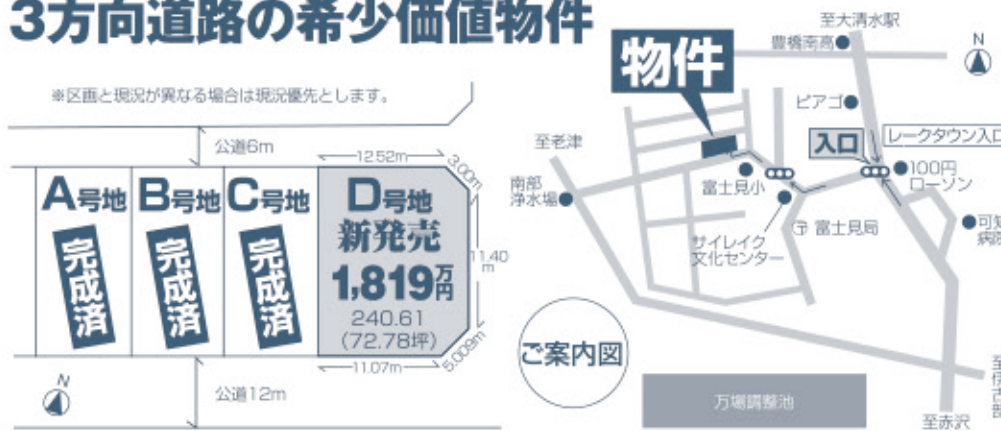 3方向道路の希少価値物件
※区画と現況が異なる場合は現況優先とします。
公道6m
12.52m
3.00m
A号地
完成済
B号地
完成済
C号地
完成済
D号地
新発売
1,819万円
240.61
(72.78坪)
11.40m
11.07m
5.009m
公道12m
N
至大清水駅
豊橋南高
N
物件
ピアゴ
至老津
入口
レークタウン入口
100円
ローソン
南部
浄水場
富士見小
富士見局
サイレイク
文化センター
可知
病院
ご案内図
万場調整池
至伊古部
至赤沢